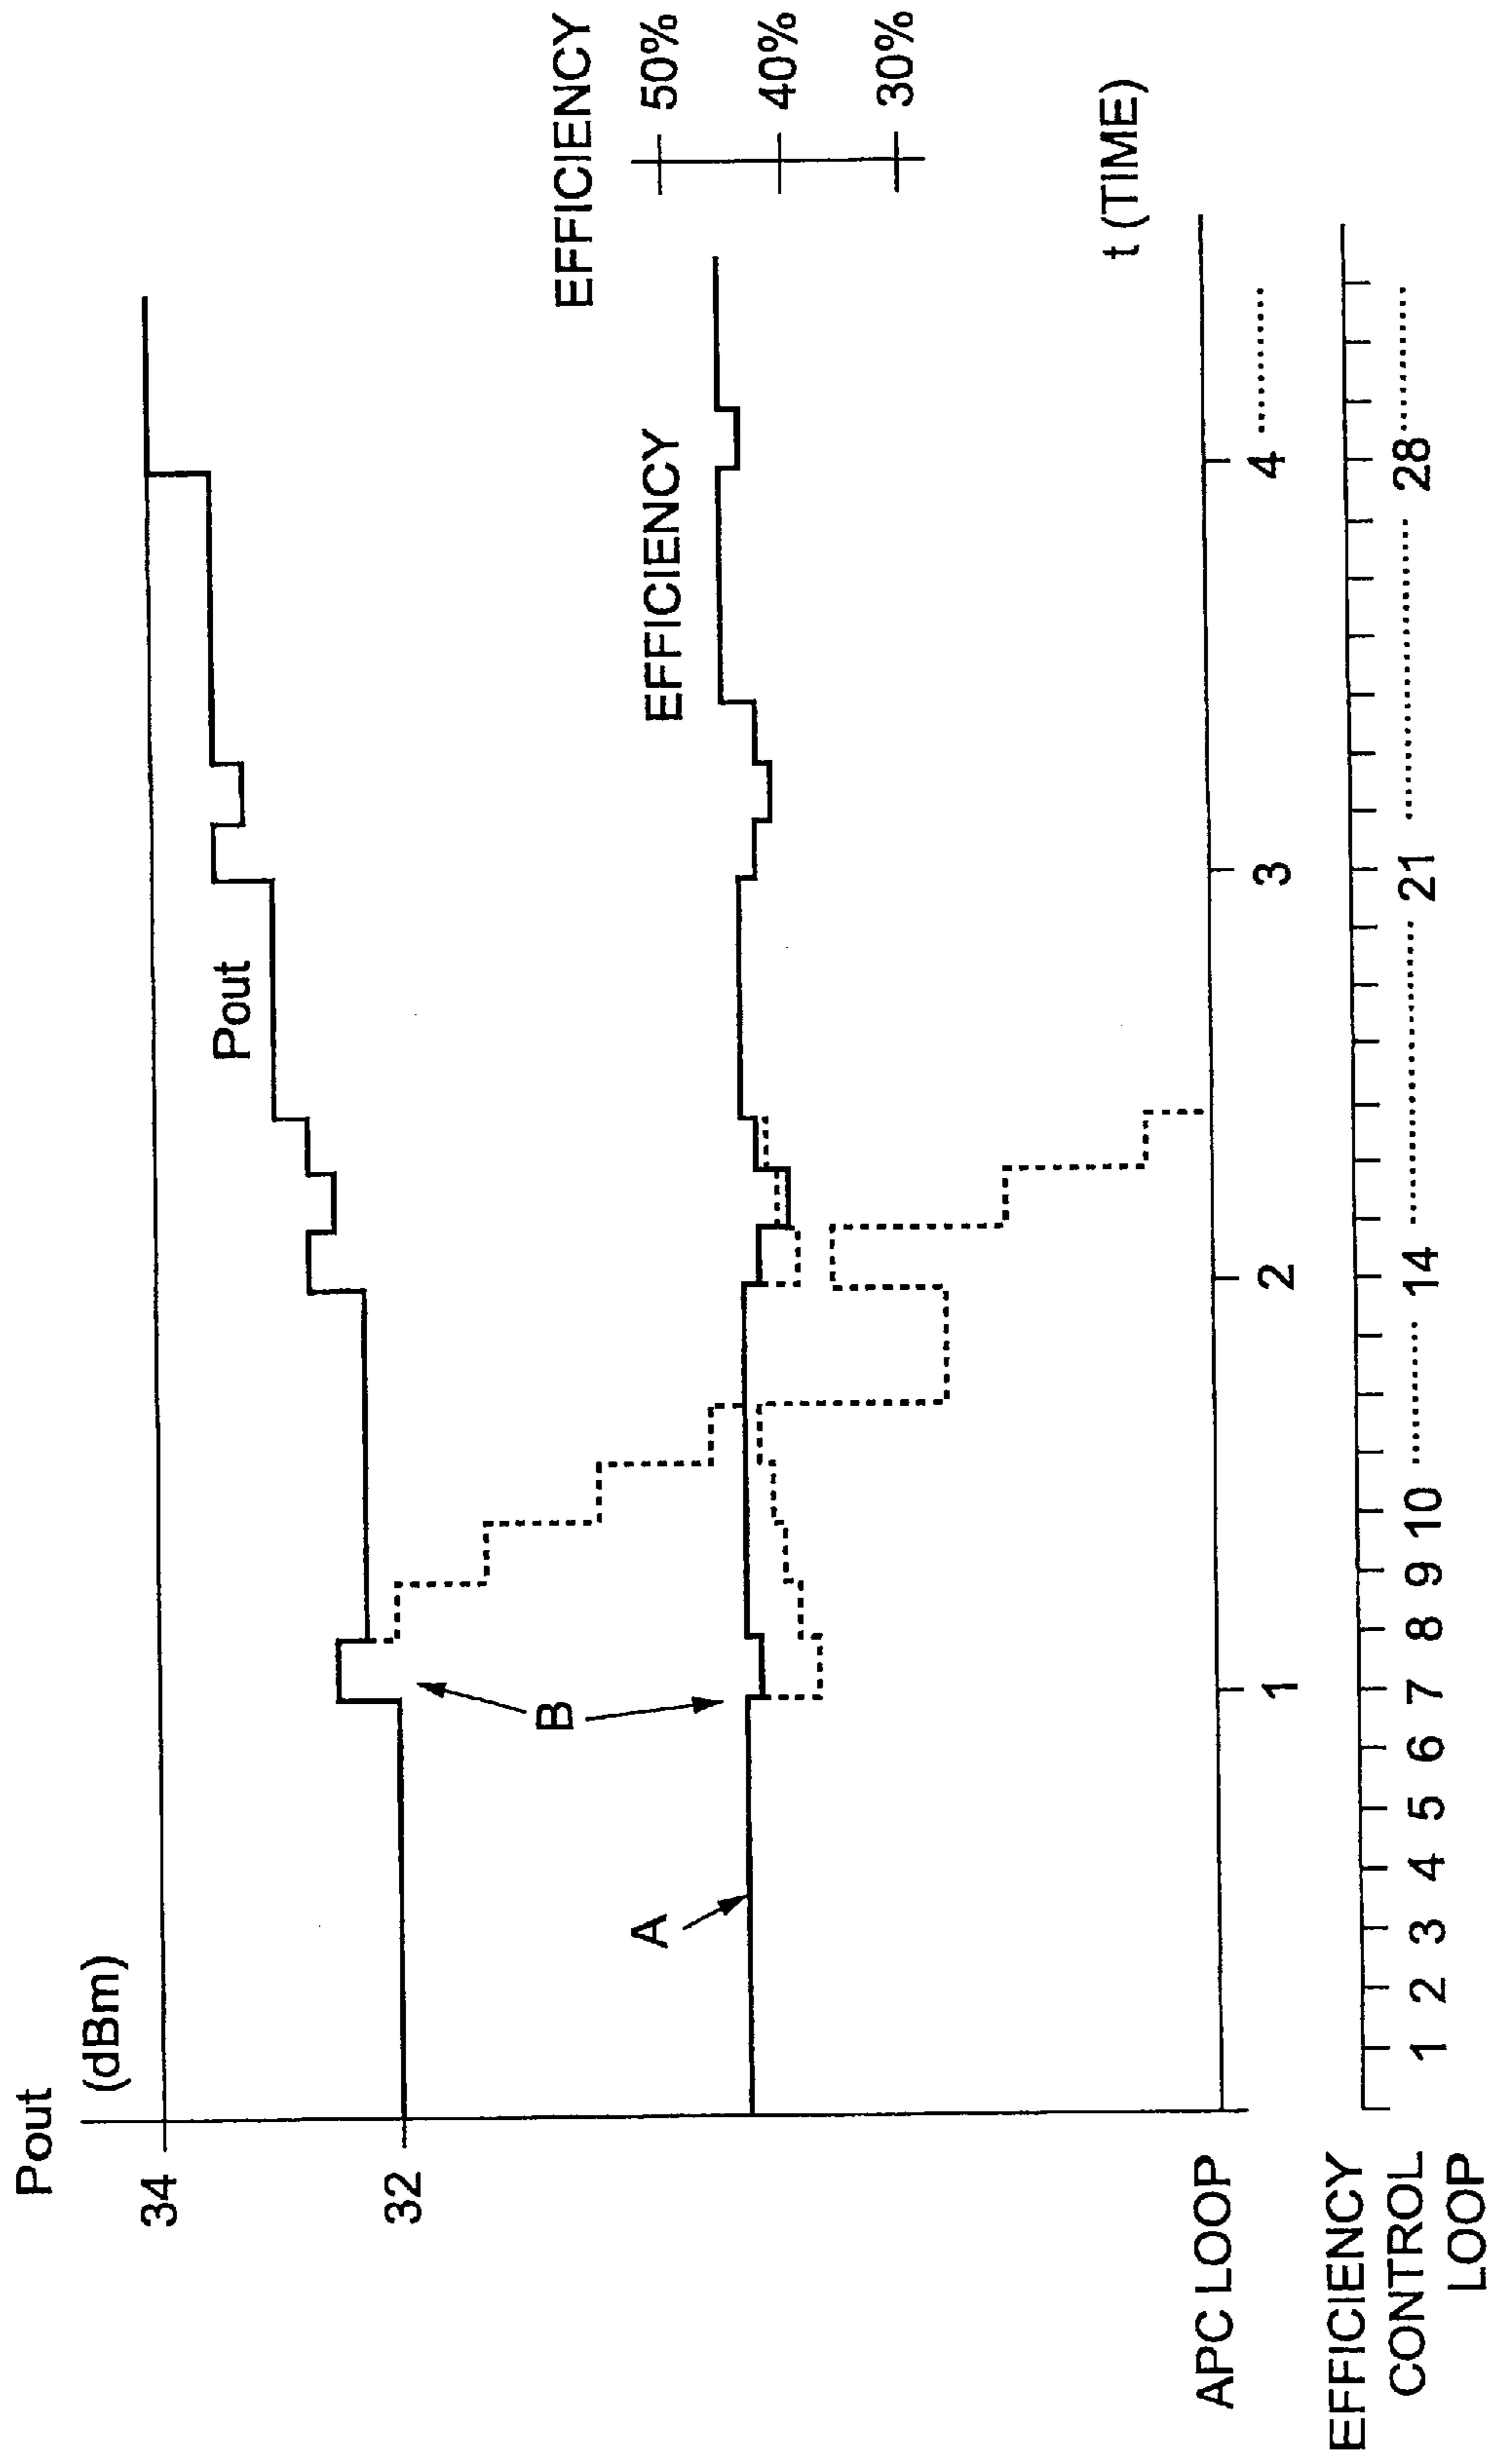 Pout
(dBm)
34
32
Pout
EFFICIENCY
50%
40%
30%
EFFICIENCY
A
B
t (TIME)
APC LOOP
1 2 3 4 ..........
EFFICIENCY
CONTROL
LOOP
1 2 3 4 5 6 7 8 9 10 .......... 14 .................... 21 .................... 28 ..........